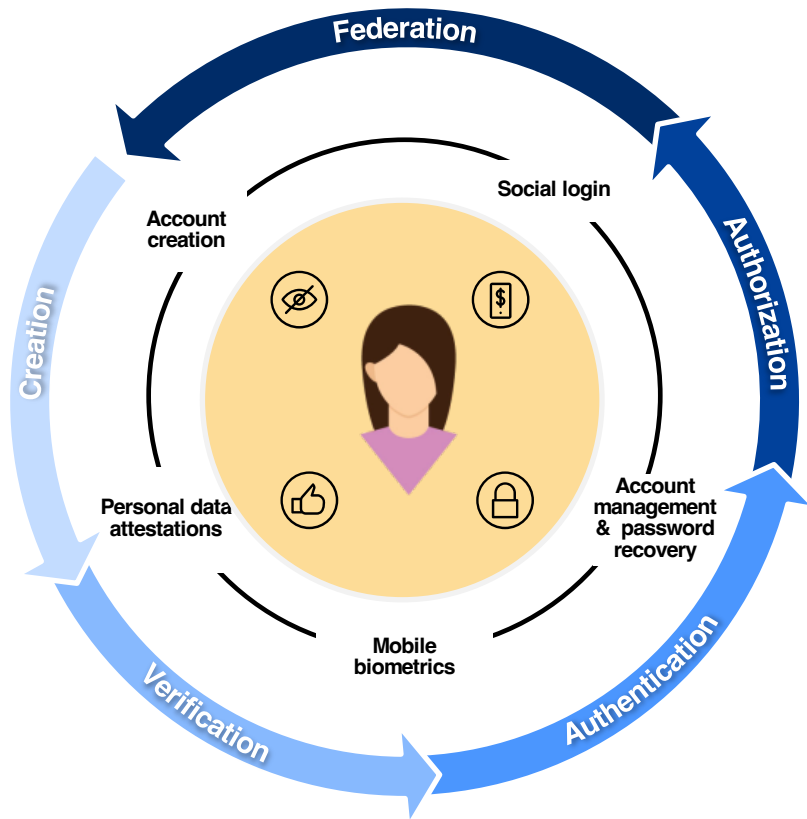 Federation
Social login
Account
creation
Authorization
Creation
$
Personal data
attestations
Account
management
& password
recovery
Mobile
biometrics
Verification
Authentication